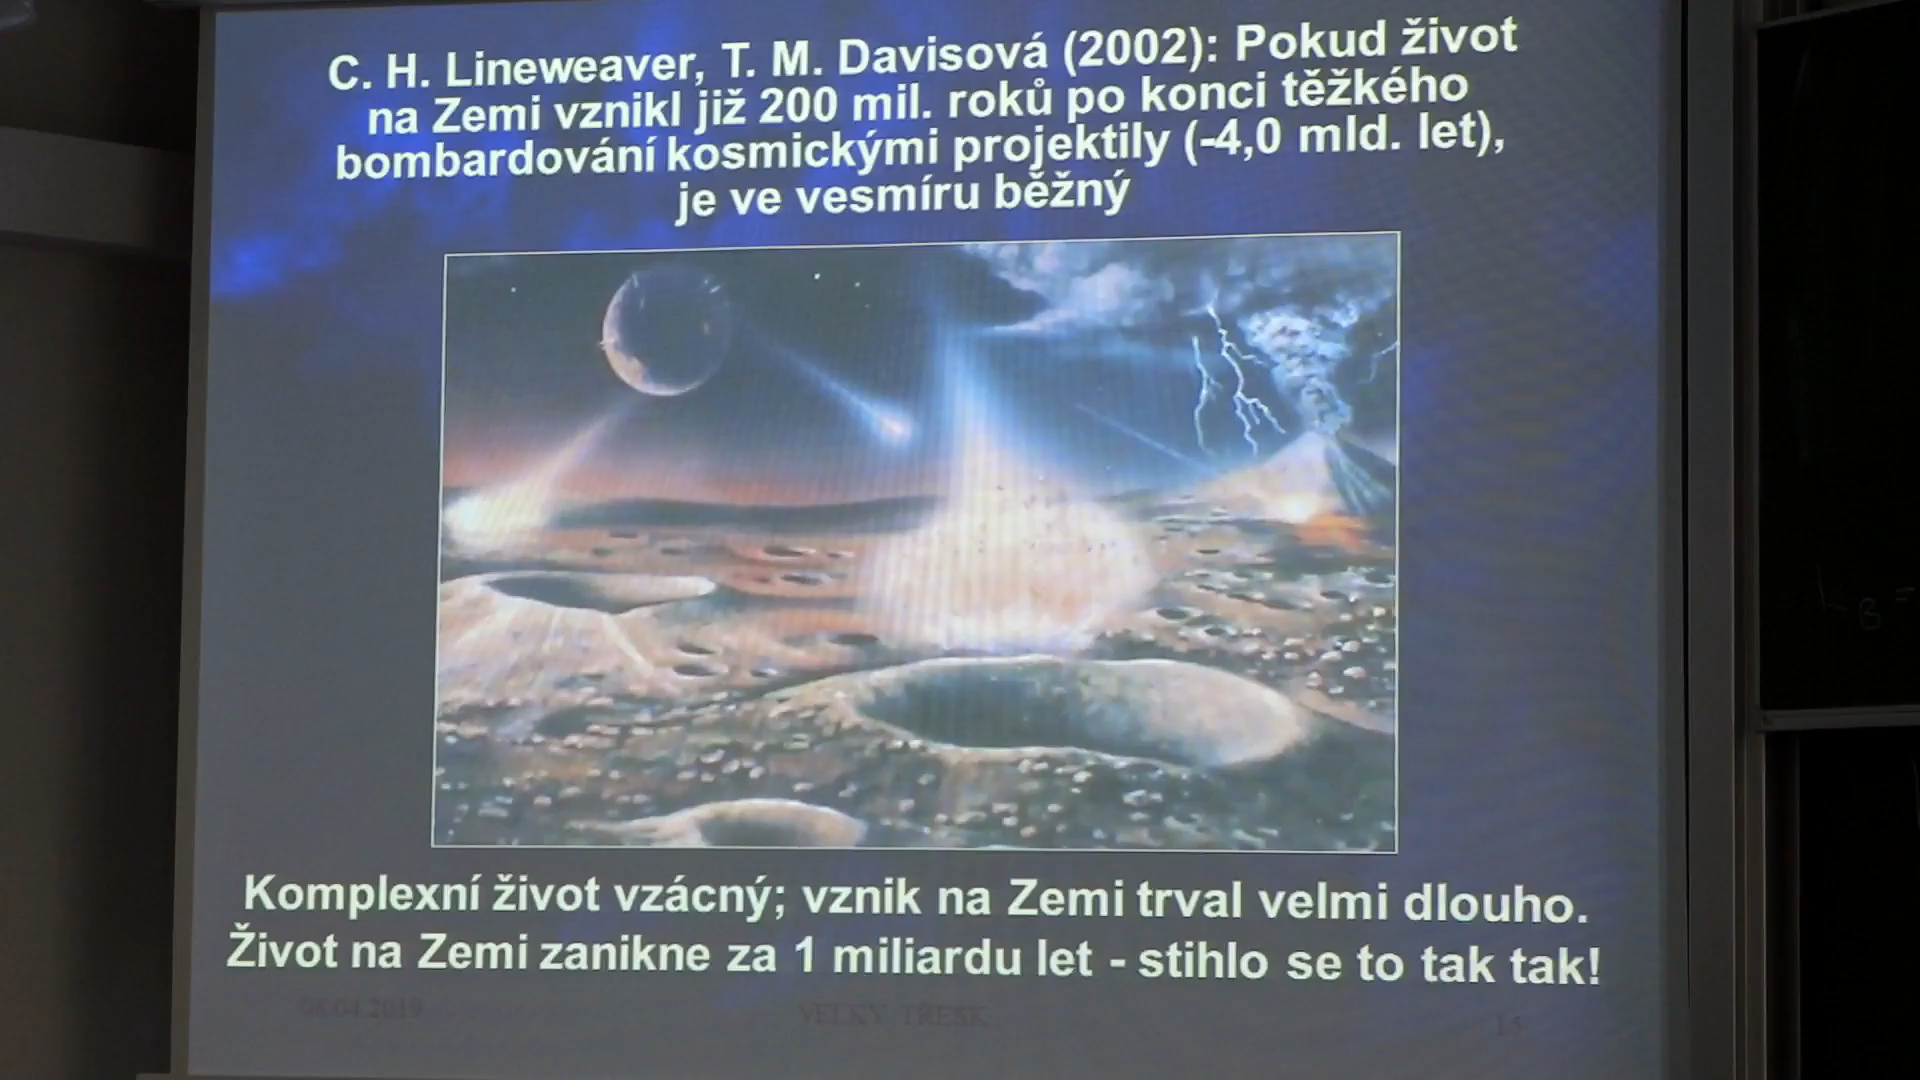 C. H. Lineweaver, T. M. Davisová (2002): Pokud život
na Zemi vznikl již 200 mil. roků po konci těžkého
bombardování kosmickými projektily (-4,0 mld. let),
je ve vesmíru běžný
Komplexní život vzácný; vznik na Zemi trval velmi dlouho.
Život na Zemi zanikne za 1 miliardu let - stihlo se to tak tak!
08.04.2019 VELKÝ TŘESK 15